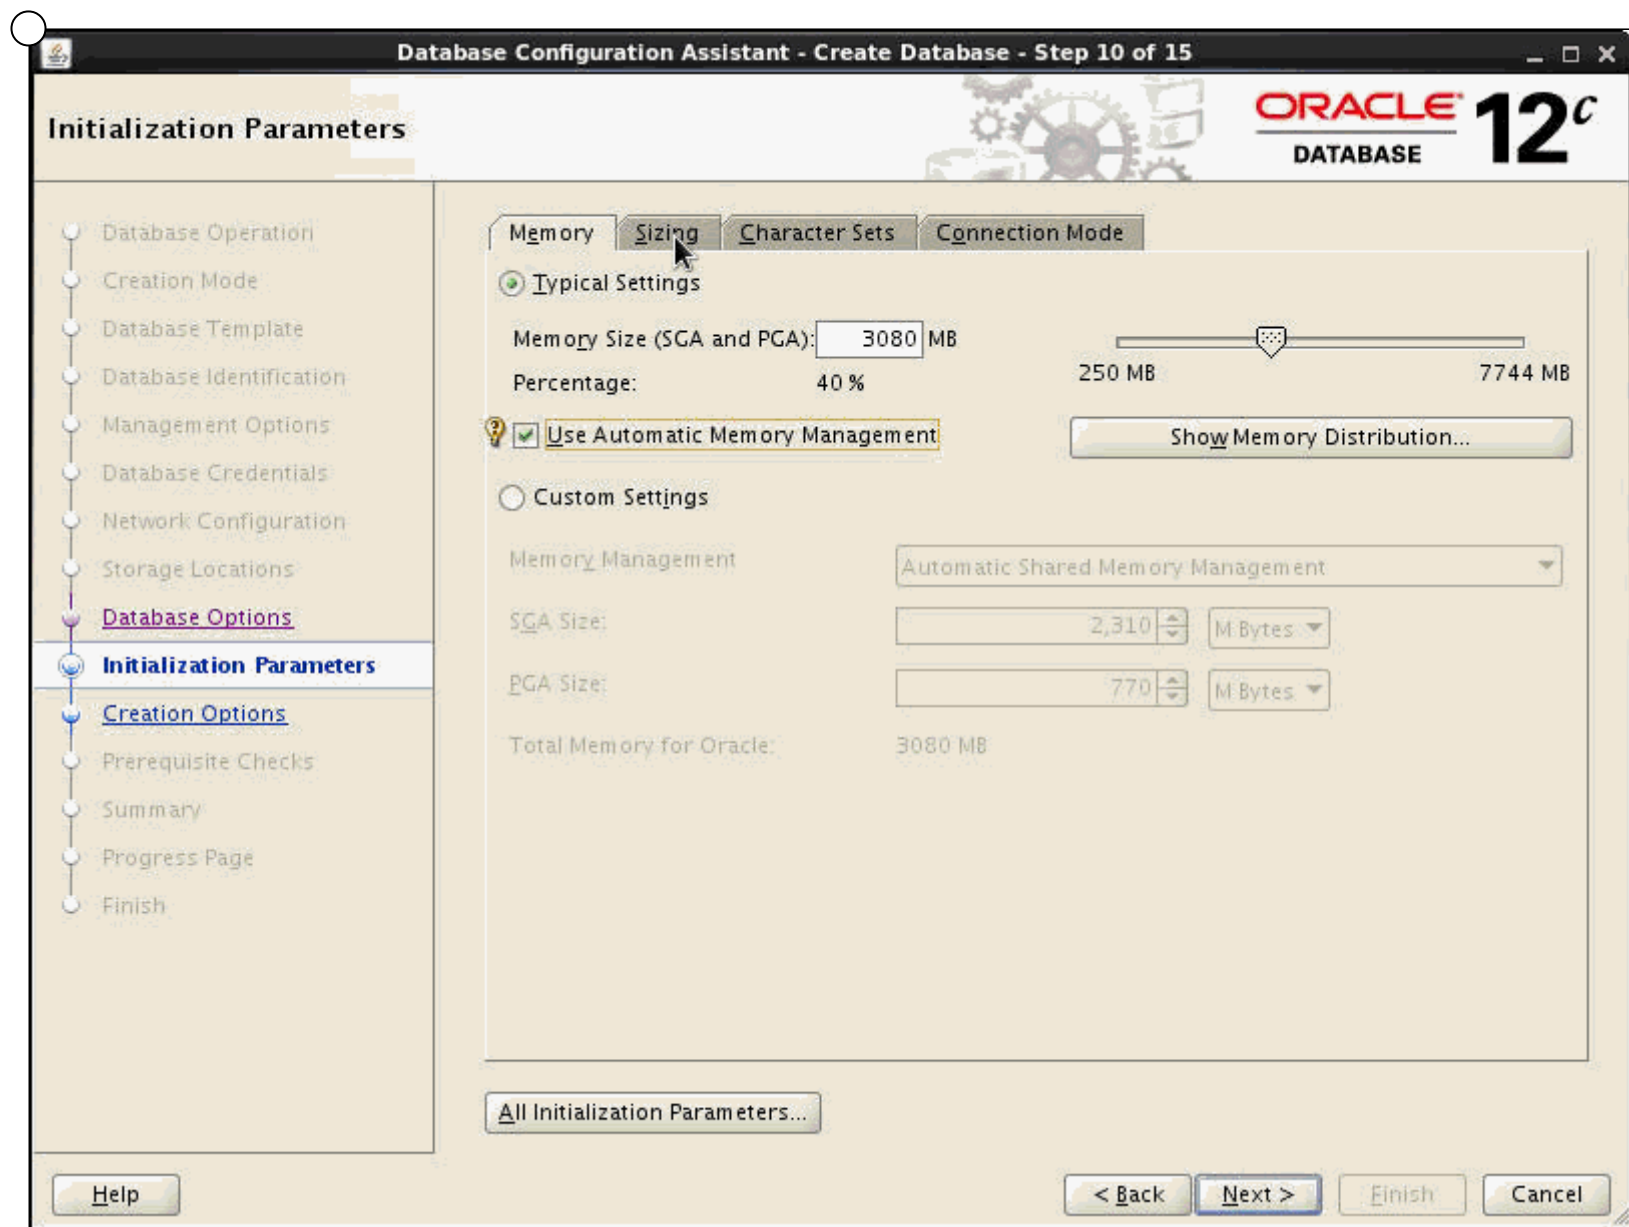 Database Configuration Assistant - Create Database - Step 10 of 15
Initialization Parameters
ORACLE
DATABASE
12c
Database Operation
Creation Mode
Database Template
Database Identification
Management Options
Database Credentials
Network Configuration
Storage Locations
Database Options
Initialization Parameters
Creation Options
Prerequisite Checks
Summary
Progress Page
Finish
Memory Sizing Character Sets Connection Mode
Typical Settings
Memory Size (SGA and PGA): 3080 MB
250 MB 7744 MB
Percentage: 40 %
Use Automatic Memory Management
Show Memory Distribution...
Custom Settings
Memory Management Automatic Shared Memory Management
SGA Size: 2,310 M Bytes
PGA Size: 770 M Bytes
Total Memory for Oracle: 3080 MB
All Initialization Parameters...
Help
< Back Next > Finish Cancel